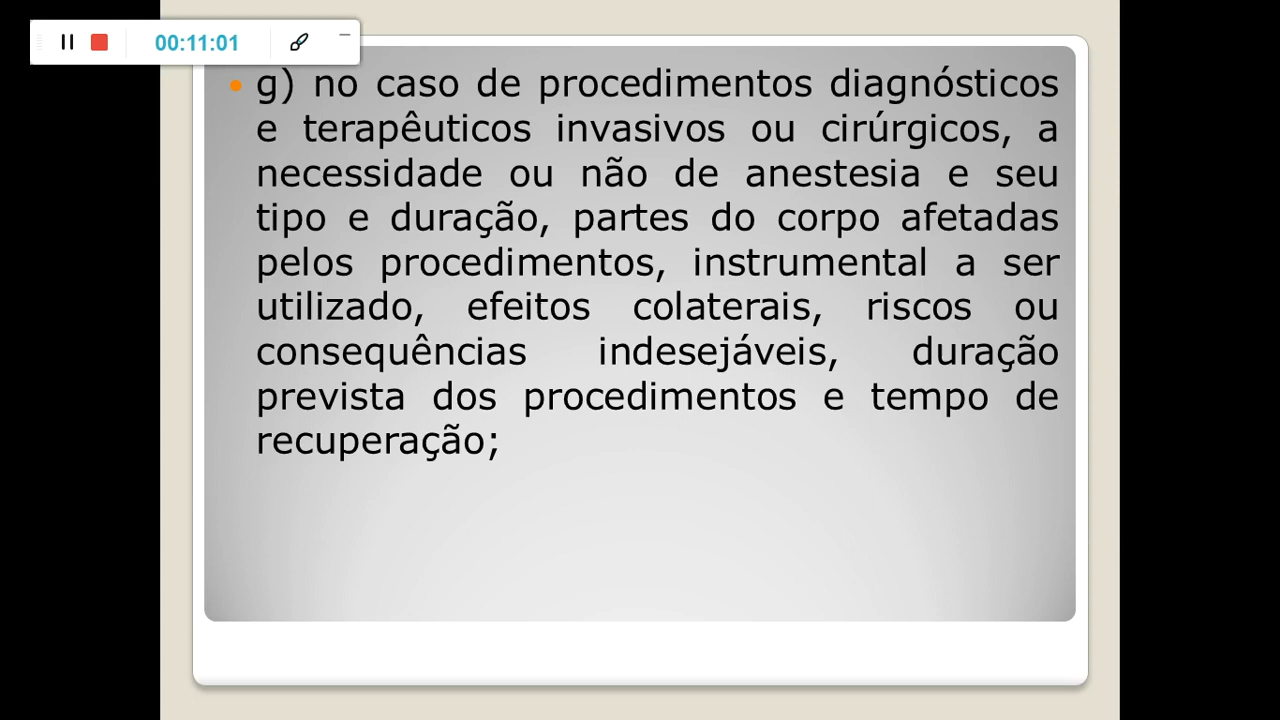 00:11:01
g) no caso de procedimentos diagnósticos
e terapêuticos invasivos ou cirúrgicos, a
necessidade ou não de anestesia e seu
tipo e duração, partes do corpo afetadas
pelos procedimentos, instrumental a ser
utilizado, efeitos colaterais, riscos ou
consequências indesejáveis, duração
prevista dos procedimentos e tempo de
recuperação;